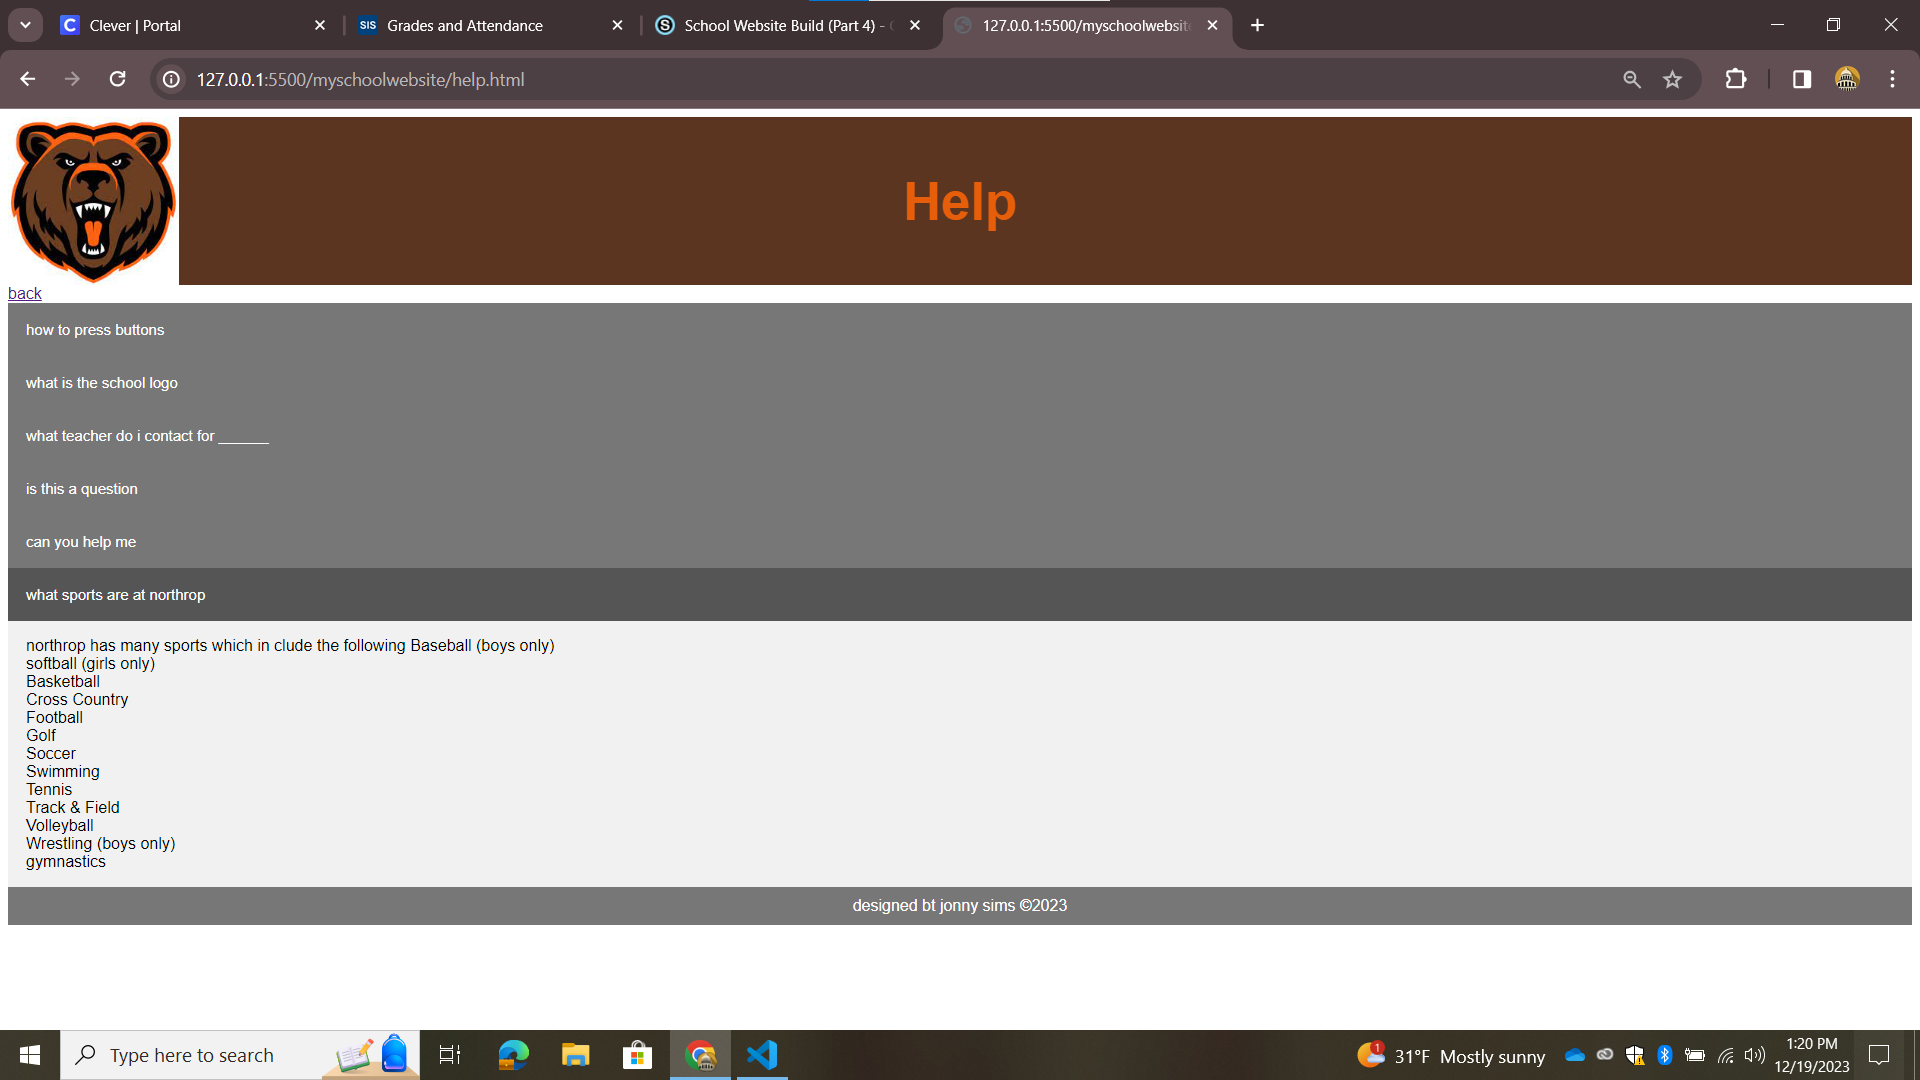 Clever | Portal
SIS Grades and Attendance
School Website Build (Part 4) -
127.0.0.1:5500/myschoolwebsite
127.0.0.1:5500/myschoolwebsite/help.html
Help
back
how to press buttons
what is the school logo
what teacher do i contact for ______
is this a question
can you help me
what sports are at northrop
northrop has many sports which in clude the following Baseball (boys only)
softball (girls only)
Basketball
Cross Country
Football
Golf
Soccer
Swimming
Tennis
Track & Field
Volleyball
Wrestling (boys only)
gymnastics
designed bt jonny sims ©2023
Type here to search
1
31°F Mostly sunny
1:20 PM
12/19/2023